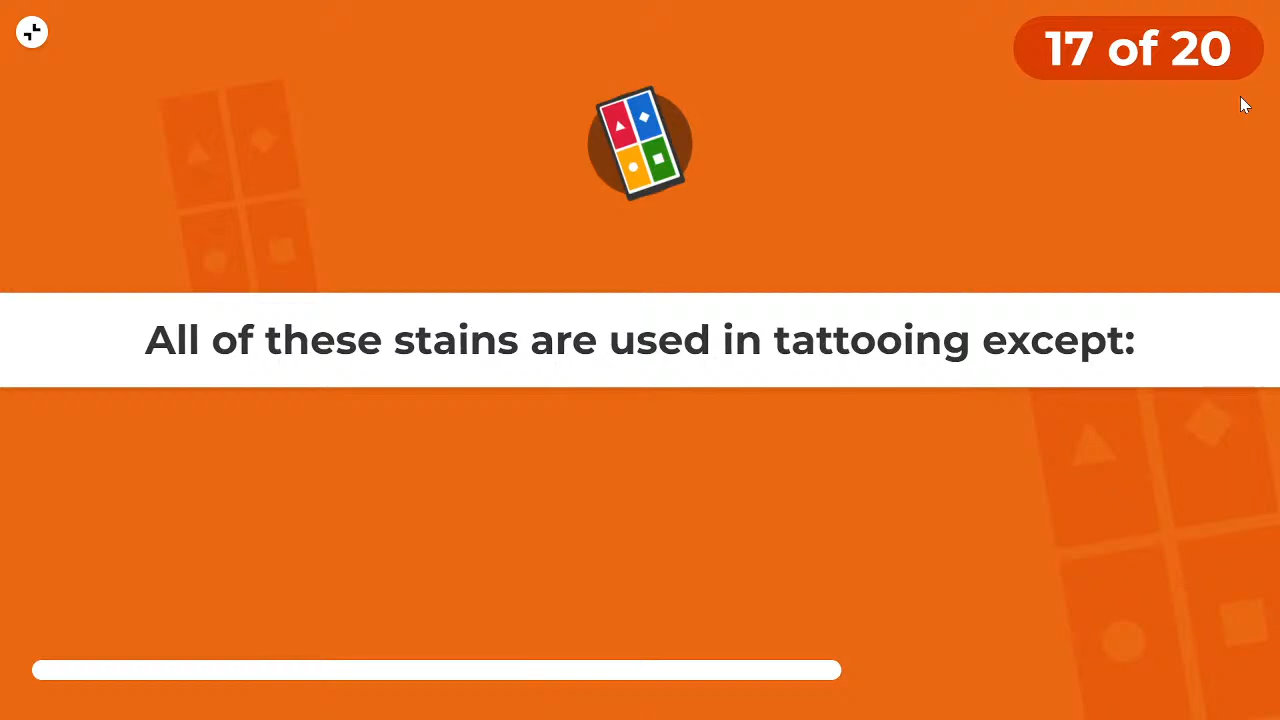 17 of 20
All of these stains are used in tattooing except: